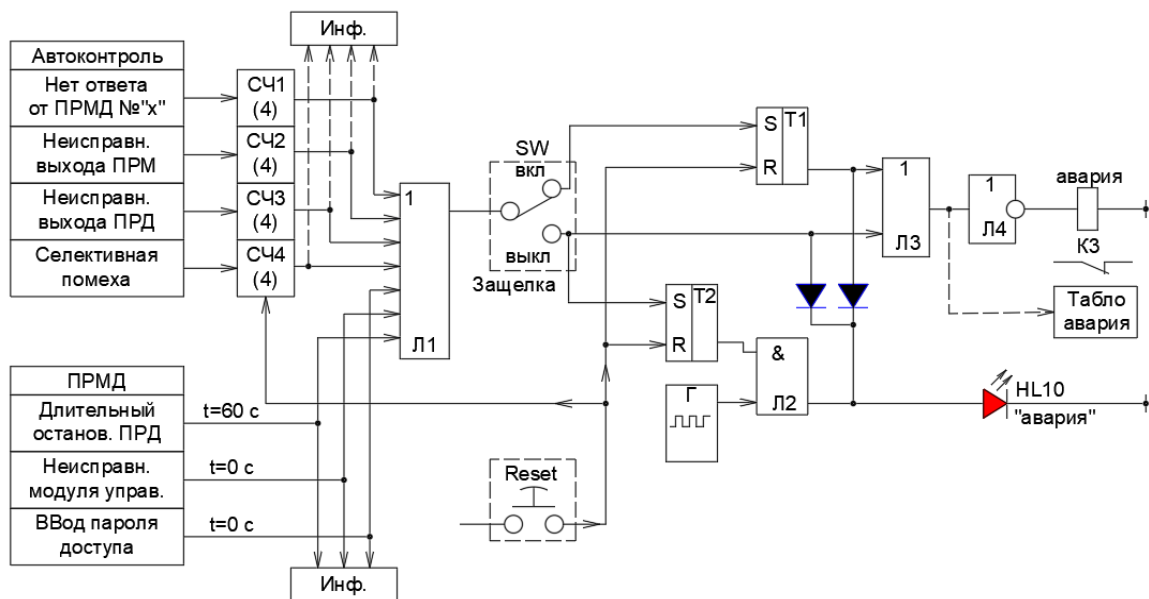 Инф.
Автоконтроль
Нет ответа
от ПРМД №"х"
Неисправн.
выхода ПРМ
Неисправн.
выхода ПРД
Селективная
помеха
СЧ1
(4)
СЧ2
(4)
СЧ3
(4)
СЧ4
(4)
1
Л1
SW
вкл
выкл
Защелка
S
T1
R
S
T2
R
1
Л3
1
Л4
авария
К3
Табло
авария
&
Л2
Г
HL10
"авария"
Reset
ПРМД
Длительный
останов. ПРД
t=60 с
Неисправн.
модуля управ.
t=0 с
ВВод пароля
доступа
t=0 с
Инф.